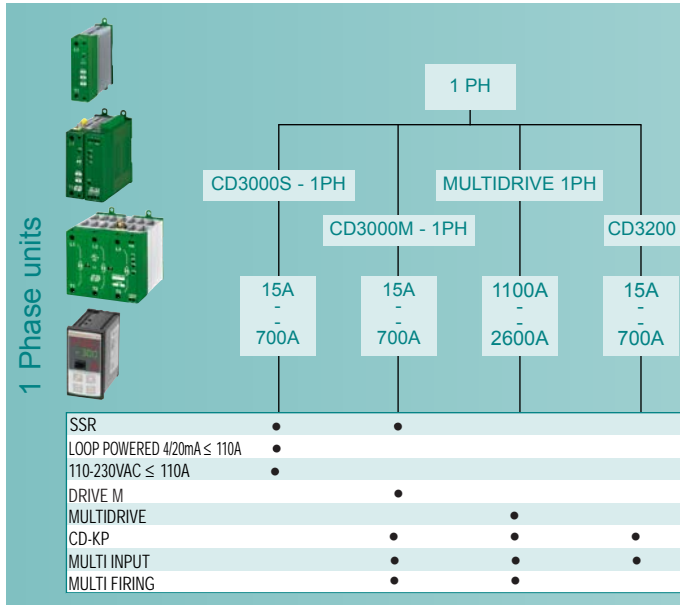 1 Phase units
1 PH
CD3000S - 1PH
MULTIDRIVE 1PH
CD3000M - 1PH
CD3200
15A
-
-
700A
15A
-
-
700A
1100A
-
-
2600A
15A
-
-
700A
SSR ● ●
LOOP POWERED 4/20mA ≤ 110A ●
110-230VAC ≤ 110A ●
DRIVE M ●
MULTIDRIVE ●
CD-KP ● ● ●
MULTI INPUT ● ● ●
MULTI FIRING ● ●